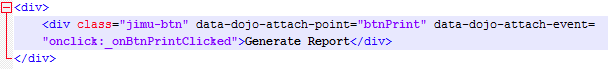 <div>
<div class="jimu-btn" data-dojo-attach-point="btnPrint" data-dojo-attach-event=
"onclick:_onBtnPrintClicked">Generate Report</div>
</div>